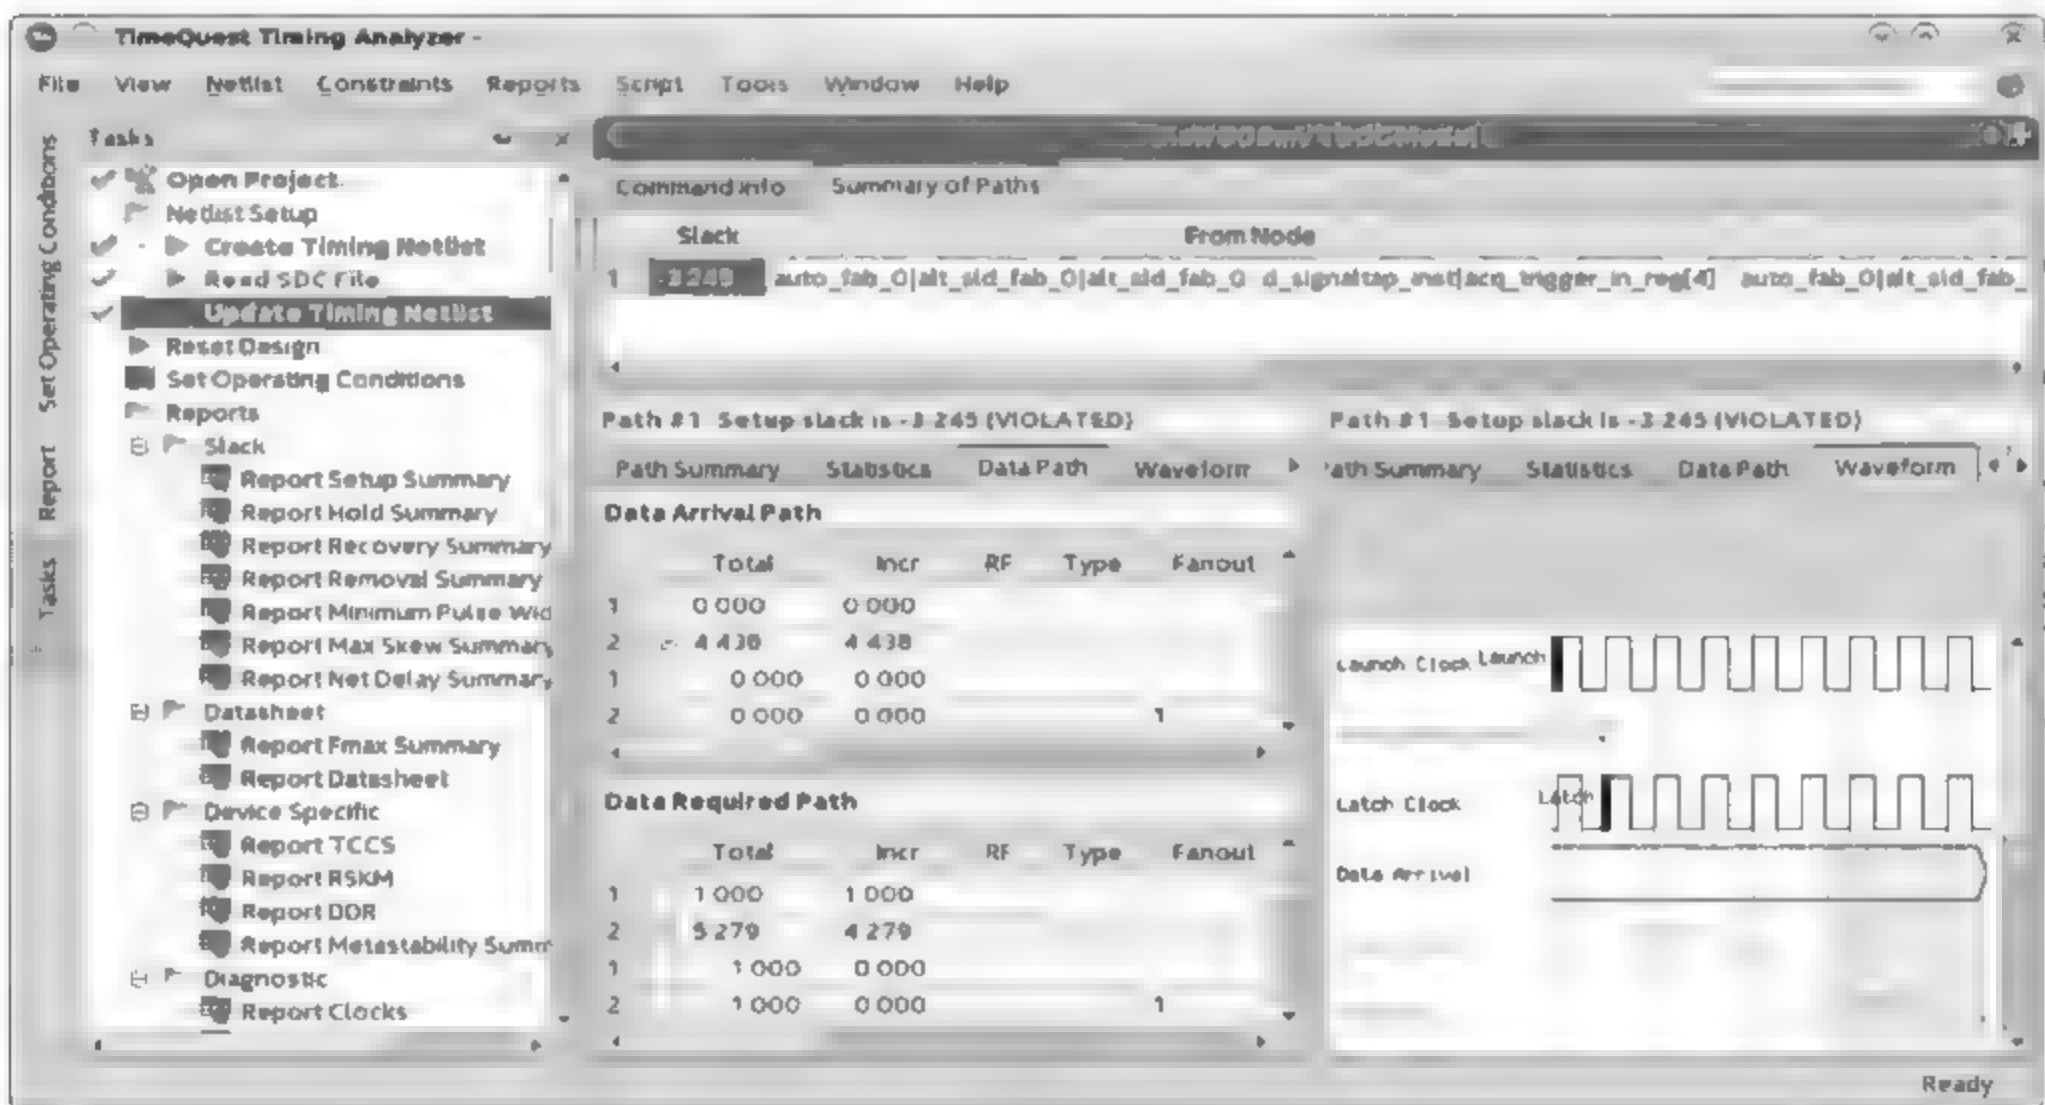 TimeQuest Timing Analyzer -
File View Netlist Constraints Reports Script Tools Window Help
Set Operating Conditions
Report
Tasks
Tasks
Open Project
Netlist Setup
Create Timing Netlist
Read SDC File
Update Timing Netlist
Reset Design
Set Operating Conditions
Reports
Slack
Report Setup Summary
Report Hold Summary
Report Recovery Summary
Report Removal Summary
Report Minimum Pulse Wid
Report Max Skew Summary
Report Net Delay Summary
Datasheet
Report Fmax Summary
Report Datasheet
Device Specific
Report TCCS
Report RSKM
Report DDR
Report Metastability Summ
Diagnostic
Report Clocks
Command Info Summary of Paths
Slack From Node
1 auto_fab_0|alt_sld_fab_0|alt_sld_fab_0 d_signaltap_inst|acq_trigger_in_reg[4] auto_fab_0|alt_sld_fab_
Path #1 Setup slack is -3 245 (VIOLATED)
Path Summary Statistics Data Path Waveform
Data Arrival Path
Total Incr RF Type Fanout
1 0 000 0 000
2 4 438 4 438
1 0 000 0 000
2 0 000 0 000 1
Data Required Path
Total Incr RF Type Fanout
1 1 000 1 000
2 5 279 4 279
1 1 000 0 000
2 1 000 0 000 1
Path #1 Setup slack is -3 245 (VIOLATED)
ath Summary Statistics Data Path Waveform
Launch Clock Launch
Latch Clock Latch
Data Arrival
Ready